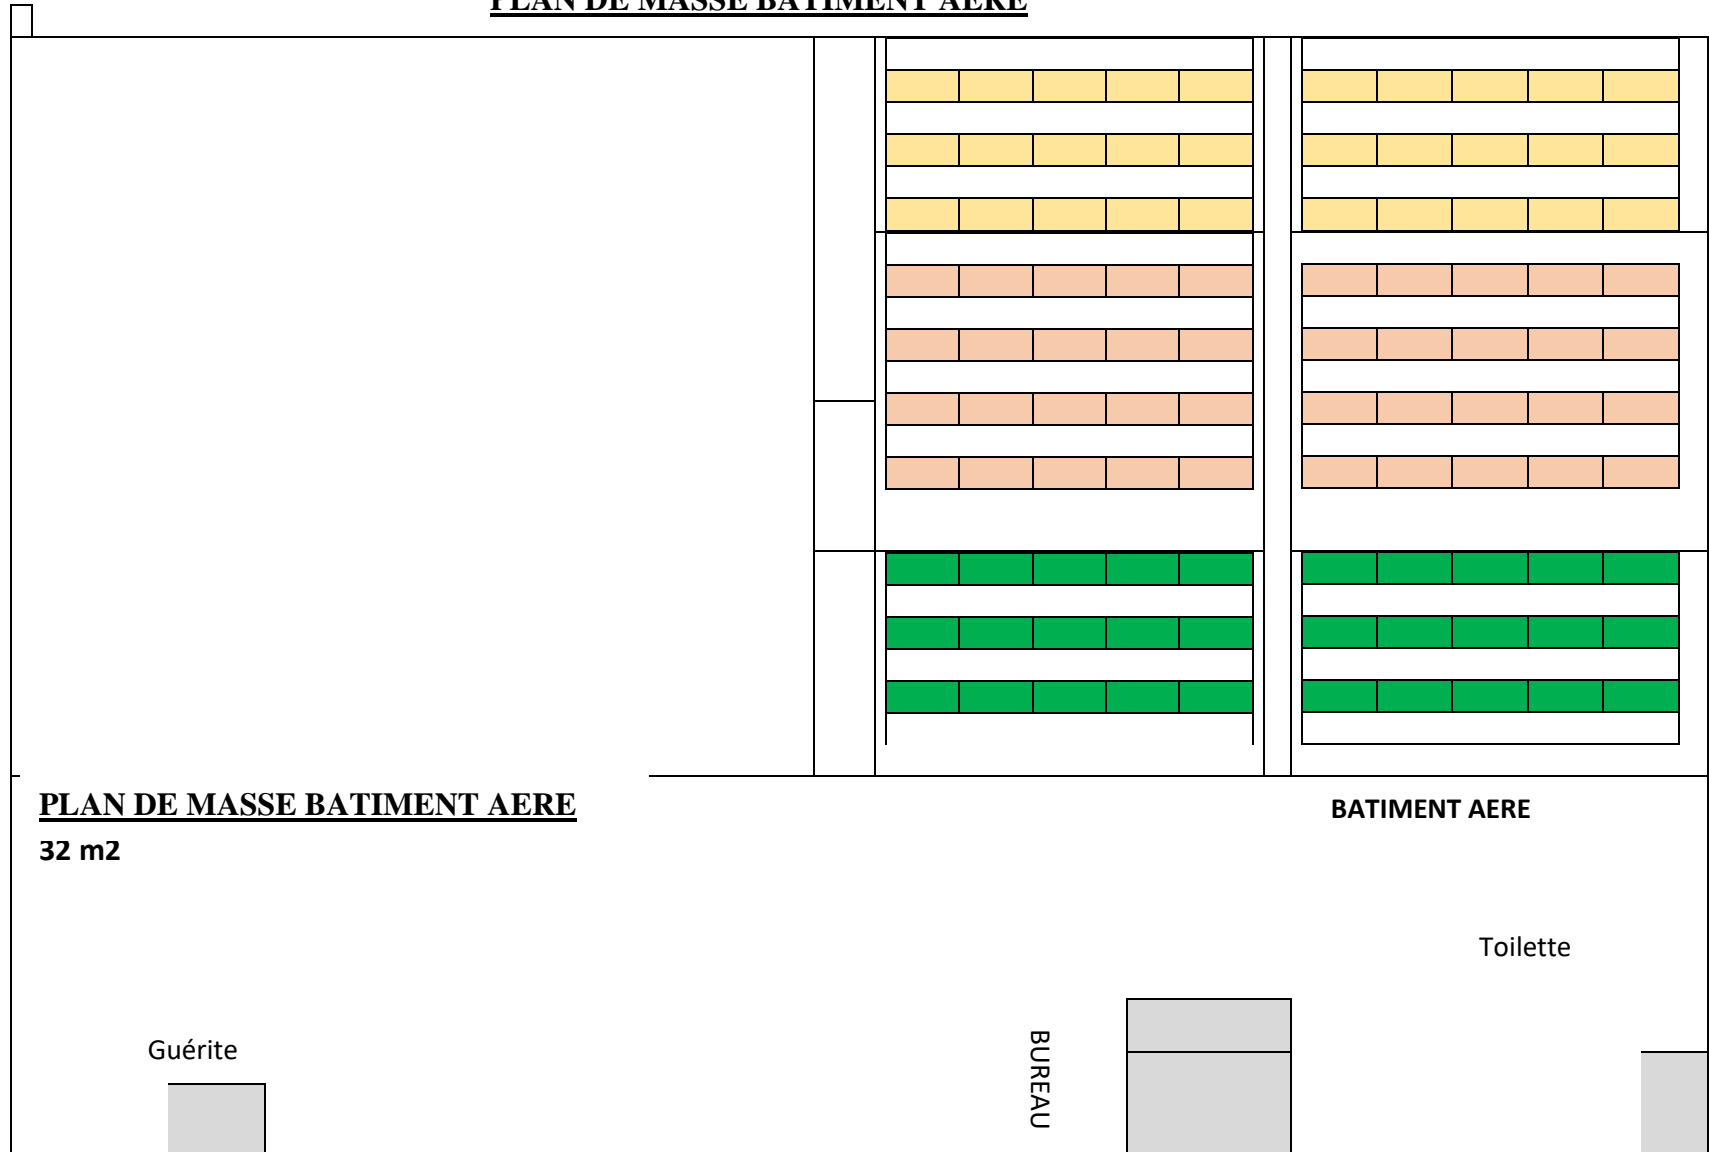 PLAN DE MASSE BATIMENT AERE
PLAN DE MASSE BATIMENT AERE
BATIMENT AERE
32 m2
Toilette
Guérite
BUREAU